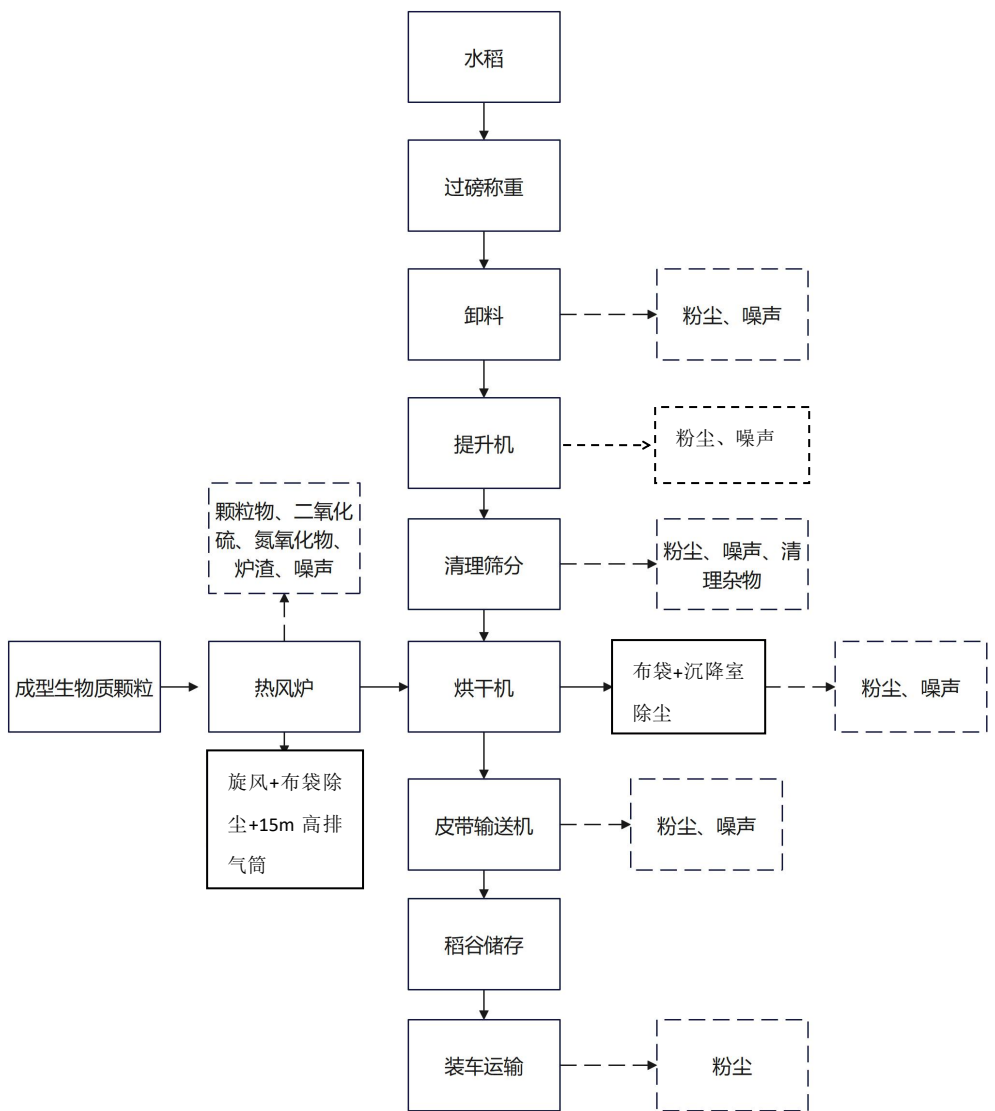 水稻
过磅称重
卸料
粉尘、噪声
提升机
粉尘、噪声
颗粒物、二氧化
硫、氮氧化物、
炉渣、噪声
清理筛分
粉尘、噪声、清
理杂物
成型生物质颗粒
热风炉
烘干机
布袋+沉降室
除尘
粉尘、噪声
旋风+布袋除
尘+15m 高排
气筒
皮带输送机
粉尘、噪声
稻谷储存
装车运输
粉尘